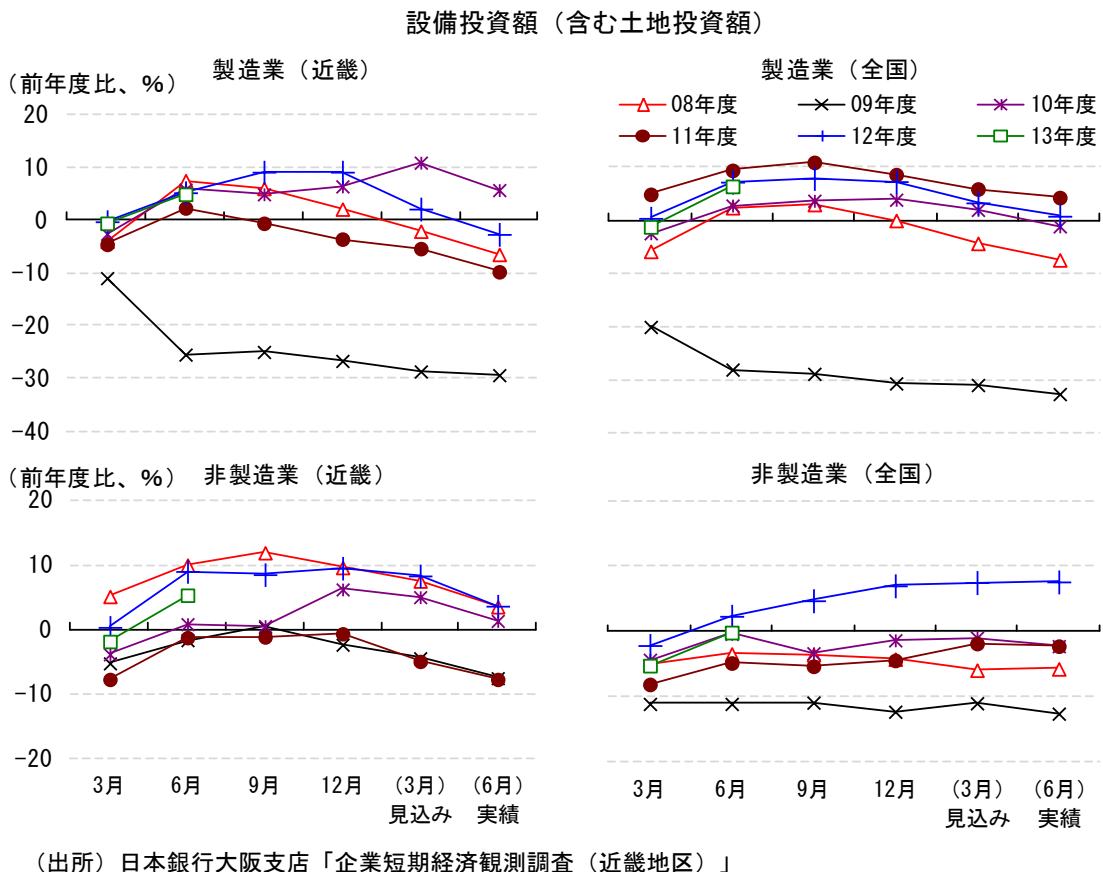 設備投資額（含む土地投資額）
（前年度比、%）
製造業（近畿）
20
10
0
-10
-20
-30
-40
製造業（全国）
08年度 09年度 10年度
11年度 12年度 13年度
（前年度比、%）
非製造業（近畿）
20
10
0
-10
-20
3月 6月 9月 12月 （3月） （6月）
見込み 実績
非製造業（全国）
3月 6月 9月 12月 （3月） （6月）
見込み 実績
（出所）日本銀行大阪支店「企業短期経済観測調査（近畿地区）」